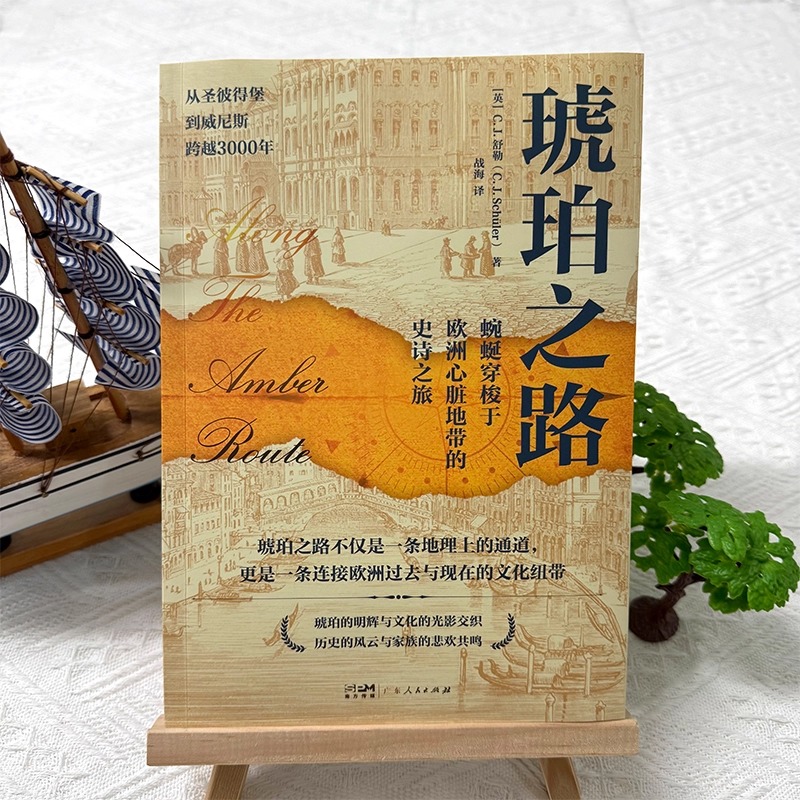 从圣彼得堡
到威尼斯
跨越3000年
琥珀之路
[英] C.J.舒勒（C.J.Schüler） 著
战海 译
Along
The
Amber
Route
蜿蜒穿梭于
欧洲心脏地带的
史诗之旅
琥珀之路不仅是一条地理上的通道，
更是一条连接欧洲过去与现在的文化纽带
琥珀的明辉与文化的光影交织
历史的风云与家族的悲欢共鸣
SPM
南方传媒
广东人民出版社